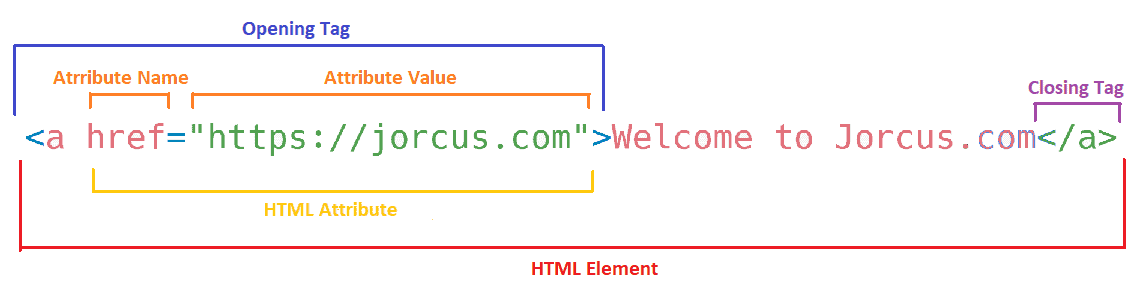 Opening Tag
Atrribute Name Attribute Value
Closing Tag
<a href="https://jorcus.com">Welcome to Jorcus.com</a>
HTML Attribute
HTML Element